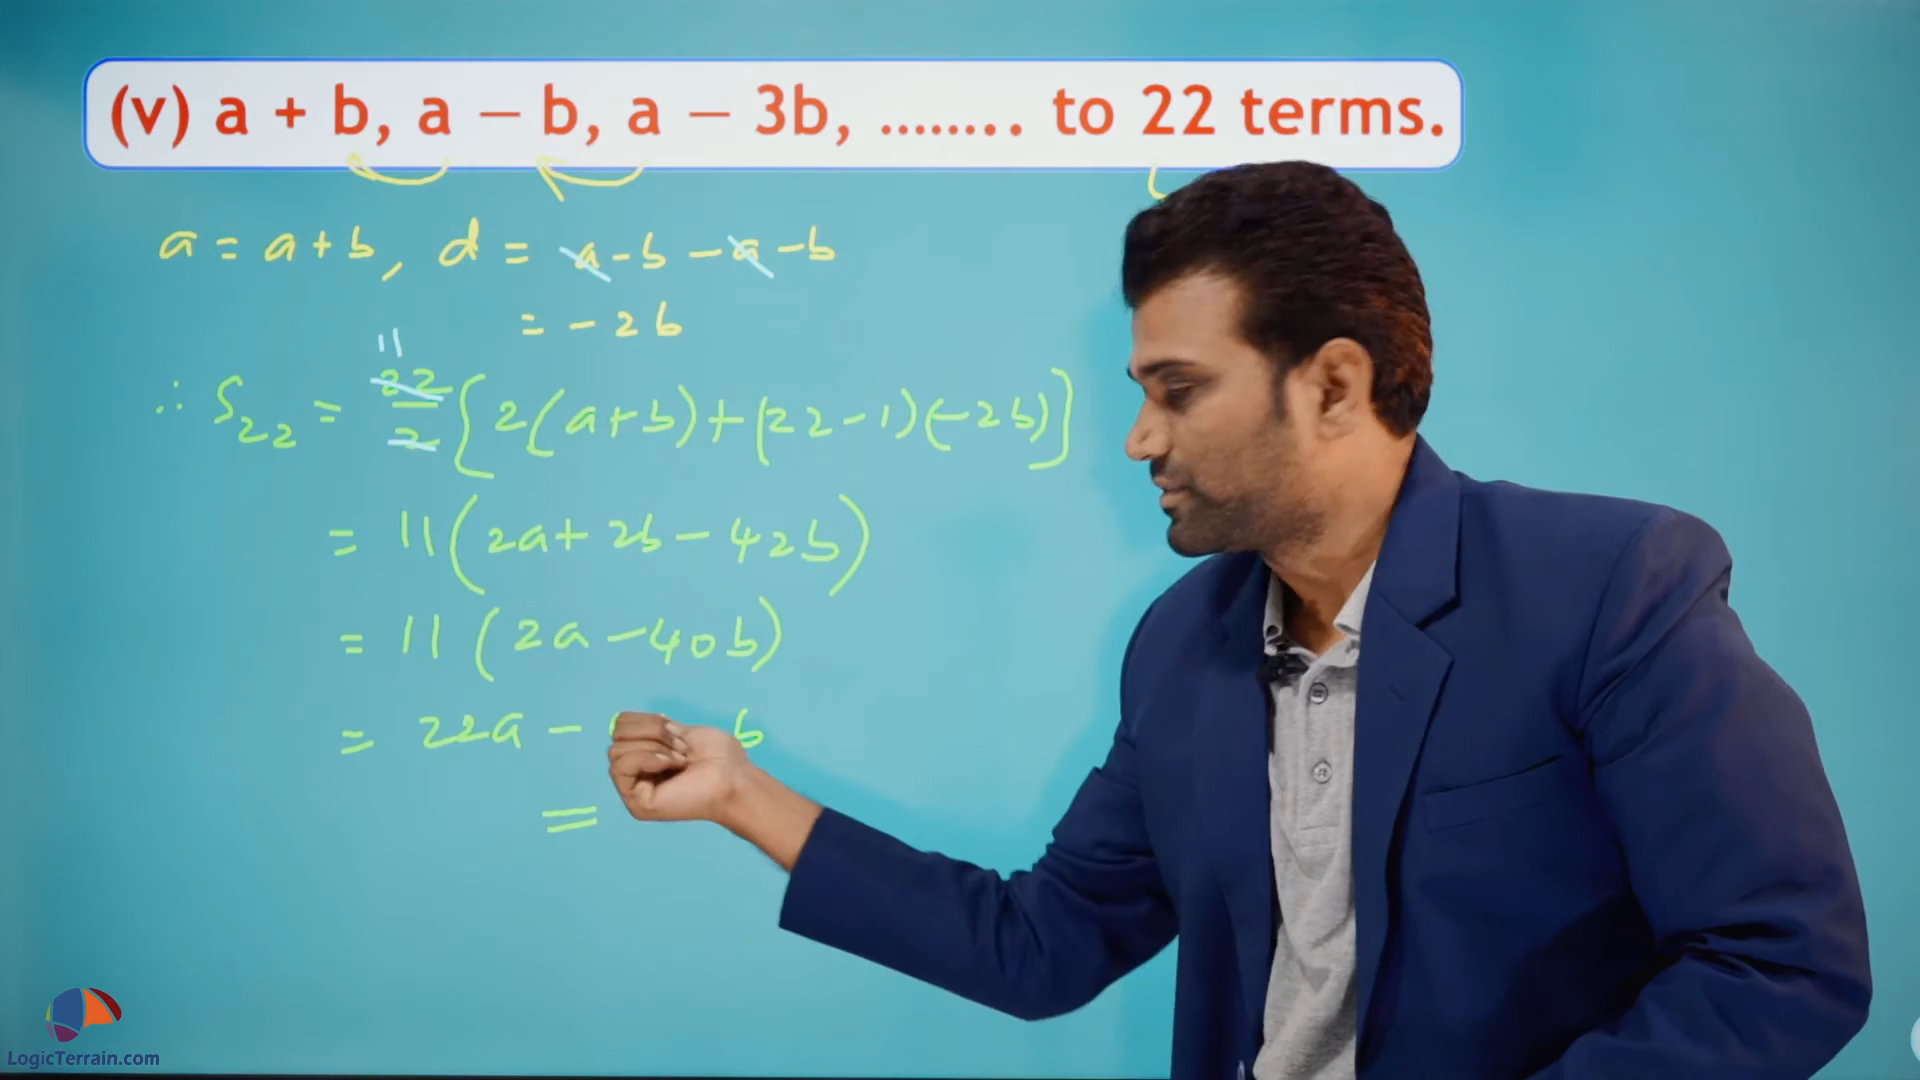 (v) a + b, a – b, a – 3b, ........ to 22 terms.
a = a + b, d = a - b - a - b
= - 2b
11
∴ S22 = 22/2 [2(a+b)+(22-1)(-2b)]
= 11(2a+2b-42b)
= 11(2a-40b)
= 22a - b
=
LogicTerrain.com